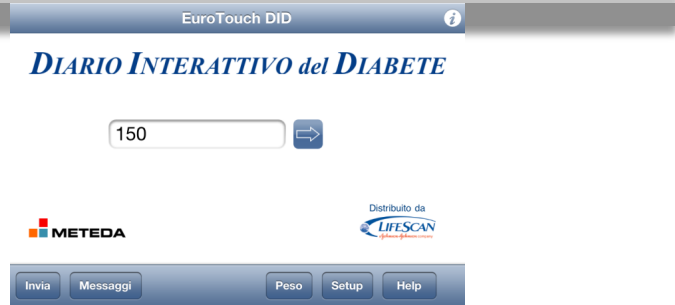 EuroTouch DID
DIARIO INTERATTIVO del DIABETE
150
Distribuito da
METEDA
LIFESCAN
Invia Messaggi Peso Setup Help